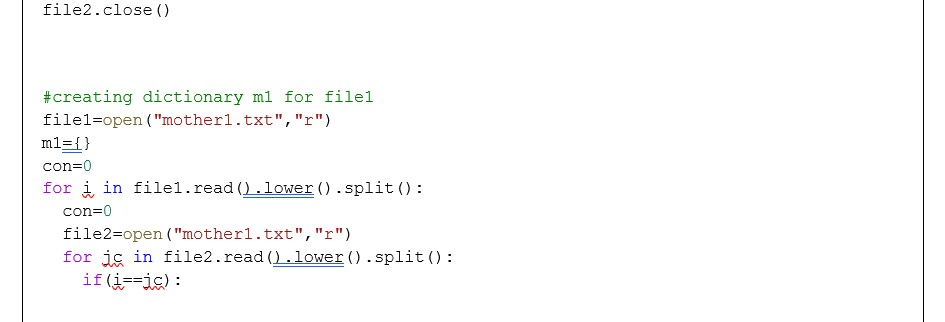 file2.close()
#creating dictionary m1 for file1
file1=open("mother1.txt","r")
m1={}
con=0
for i in file1.read().lower().split():
  con=0
  file2=open("mother1.txt","r")
  for jc in file2.read().lower().split():
    if(i==jc):